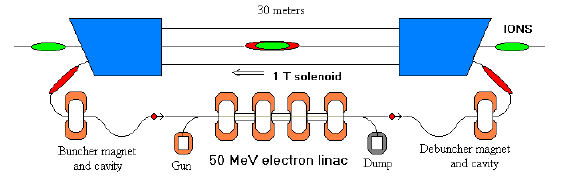 30 meters
IONS
1 T solenoid
Buncher magnet
and cavity
Gun
50 MeV electron linac
Dump
Debuncher magnet
and cavity